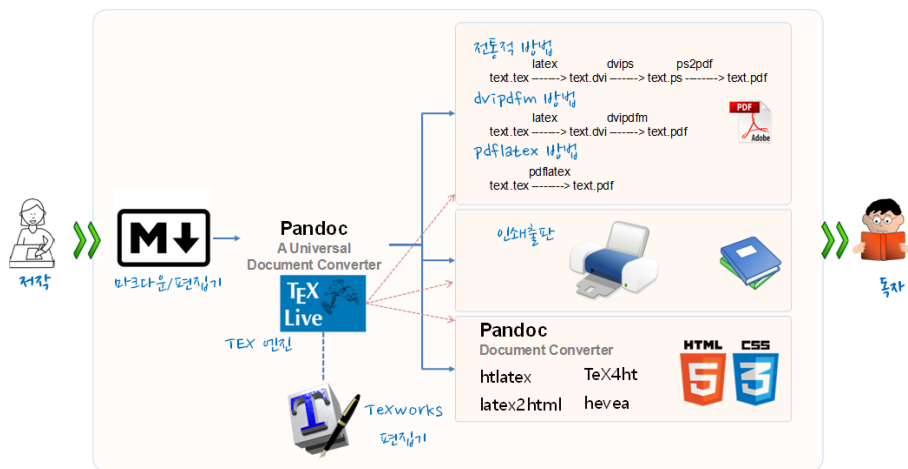 전통적 방법
latex dvips ps2pdf
text.tex -------> text.dvi -------> text.ps --------> text.pdf
dvipdfm 방법
latex dvipdfm
text.tex -------> text.dvi -------> text.pdf
pdflatex 방법
pdflatex
text.tex --------> text.pdf
PDF
Adobe
저작
M
마크다운/편집기
Pandoc
A Universal
Document Converter
TEX
Live
TEX 엔진
T
TeXworks
편집기
인쇄출판
Pandoc
Document Converter
htlatex TeX4ht
latex2html hevea
HTML
5
CSS
3
독자